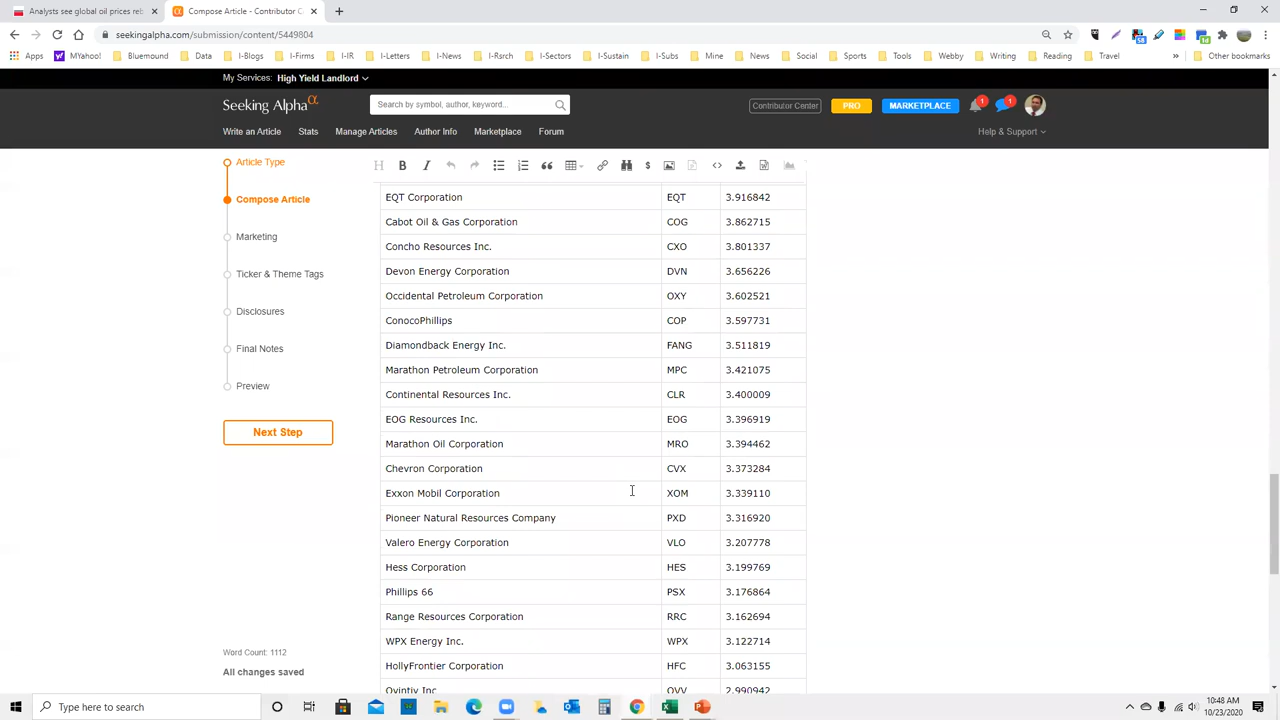 Analysts see global oil prices rel
Compose Article - Contributor C
seekingalpha.com/submission/content/5449804
Apps MYahoo! Bluemound Data I-Blogs I-Firms I-IR I-Letters I-News I-Rsrch I-Sectors I-Sustain I-Subs Mine News Social Sports Tools Webby Writing Reading Travel » Other bookmarks
My Services: High Yield Landlord
Seeking Alpha α
Search by symbol, author, keyword...
Contributor Center PRO MARKETPLACE 1 1
Write an Article Stats Manage Articles Author Info Marketplace Forum Help & Support
Article Type
Compose Article
Marketing
Ticker & Theme Tags
Disclosures
Final Notes
Preview
Next Step
Word Count: 1112
All changes saved
H B I $
EQT Corporation EQT 3.916842
Cabot Oil & Gas Corporation COG 3.862715
Concho Resources Inc. CXO 3.801337
Devon Energy Corporation DVN 3.656226
Occidental Petroleum Corporation OXY 3.602521
ConocoPhillips COP 3.597731
Diamondback Energy Inc. FANG 3.511819
Marathon Petroleum Corporation MPC 3.421075
Continental Resources Inc. CLR 3.400009
EOG Resources Inc. EOG 3.396919
Marathon Oil Corporation MRO 3.394462
Chevron Corporation CVX 3.373284
Exxon Mobil Corporation XOM 3.339110
Pioneer Natural Resources Company PXD 3.316920
Valero Energy Corporation VLO 3.207778
Hess Corporation HES 3.199769
Phillips 66 PSX 3.176864
Range Resources Corporation RRC 3.162694
WPX Energy Inc. WPX 3.122714
HollyFrontier Corporation HFC 3.063155
Ovintiv Inc. OVV 2.990942
Type here to search
10:48 AM
10/23/2020